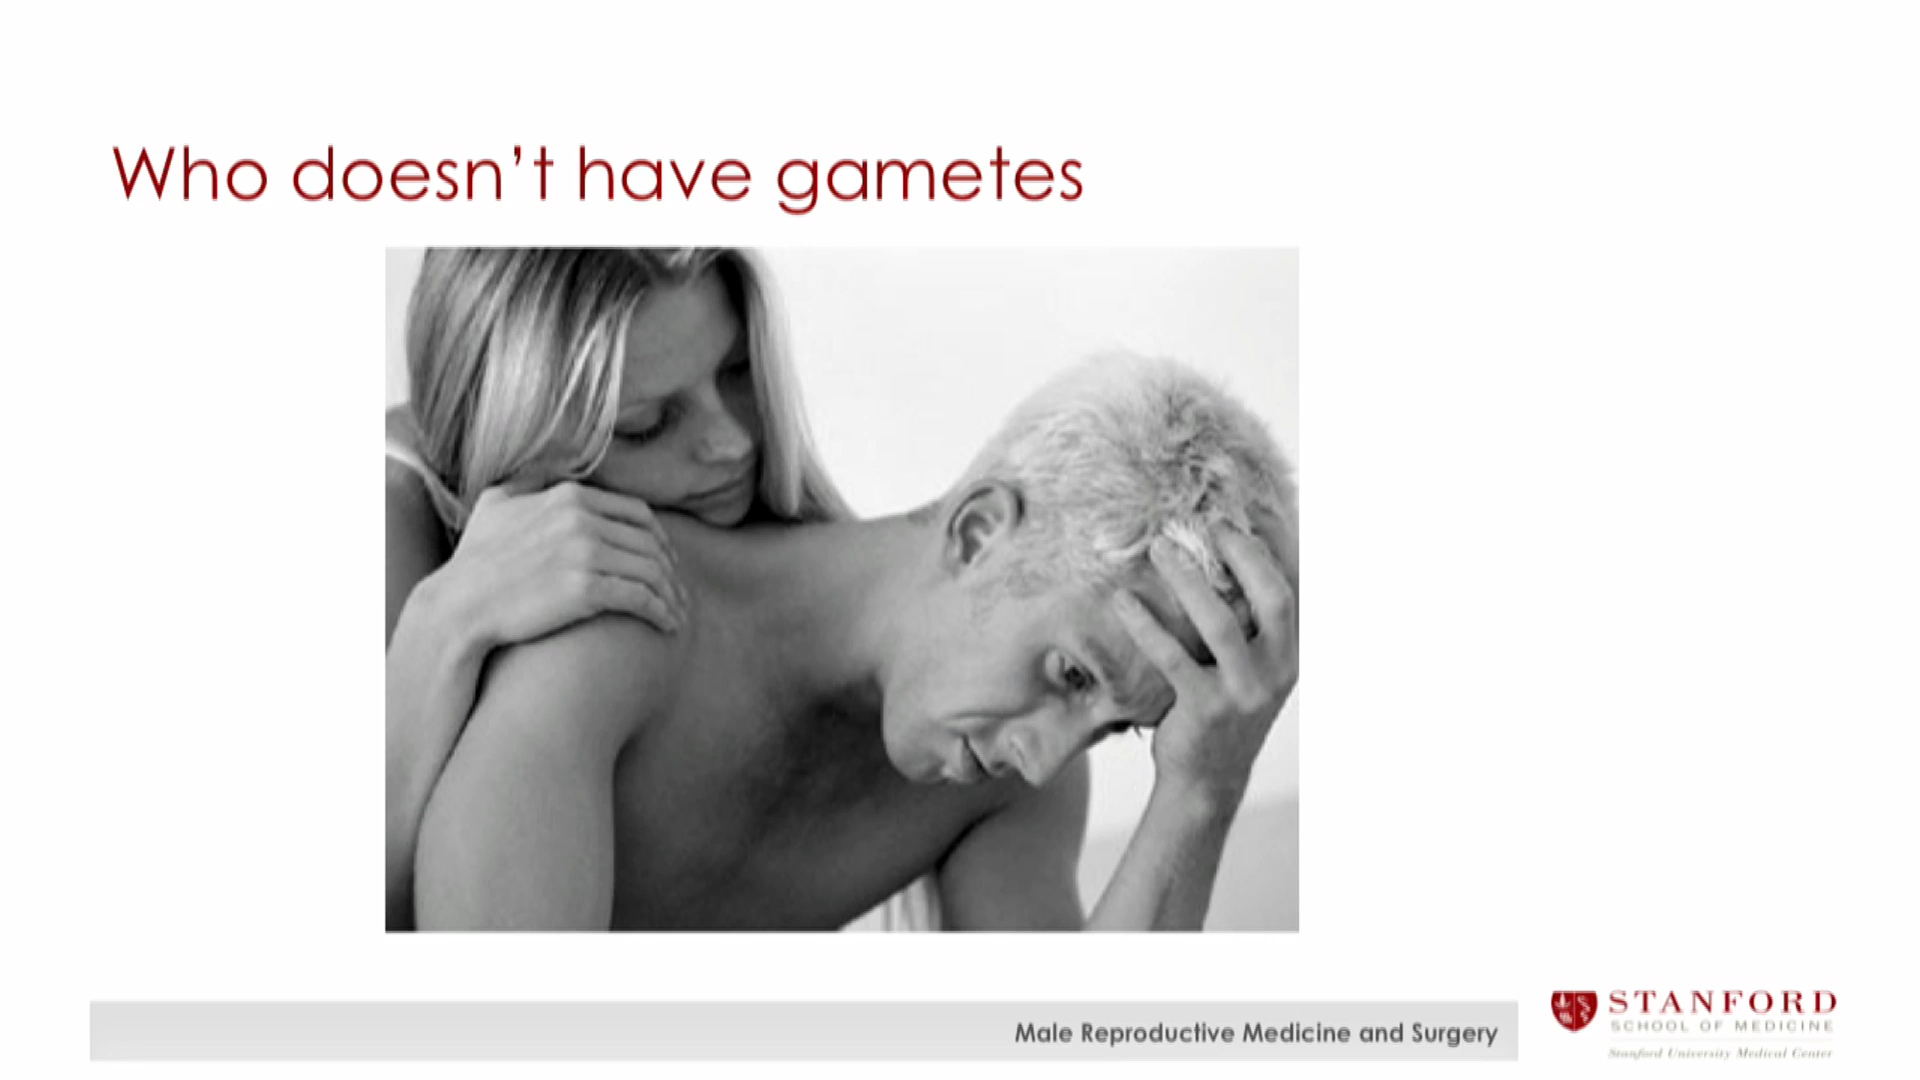 Who doesn’t have gametes
Male Reproductive Medicine and Surgery
STANFORD
SCHOOL OF MEDICINE
Stanford University Medical Center